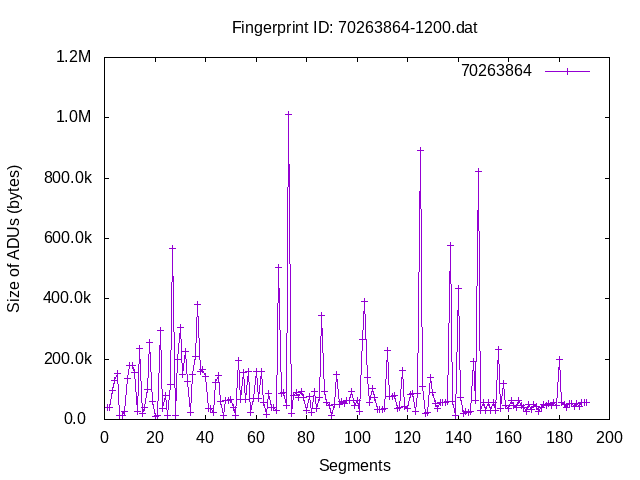 Fingerprint ID: 70263864-1200.dat
1.2M
70263864
1.0M
800.0k
Size of ADUs (bytes)
600.0k
400.0k
200.0k
0.0
0 20 40 60 80 100 120 140 160 180 200
Segments